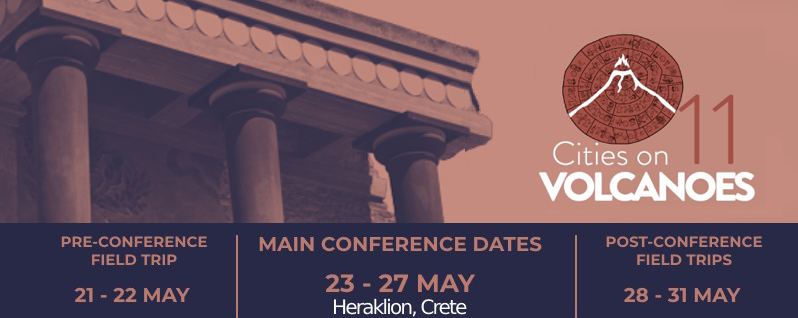 Cities on 11
VOLCANOES
PRE-CONFERENCE
FIELD TRIP
21 - 22 MAY
MAIN CONFERENCE DATES
23 - 27 MAY
Heraklion, Crete
POST-CONFERENCE
FIELD TRIPS
28 - 31 MAY